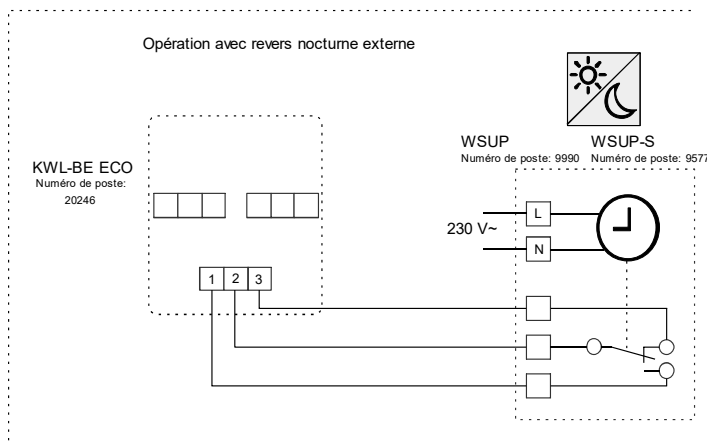 Opération avec revers nocturne externe
WSUP WSUP-S
Numéro de poste: 9990 Numéro de poste: 9577
KWL-BE ECO
Numéro de poste:
20246
L
230 V~
N
1 2 3